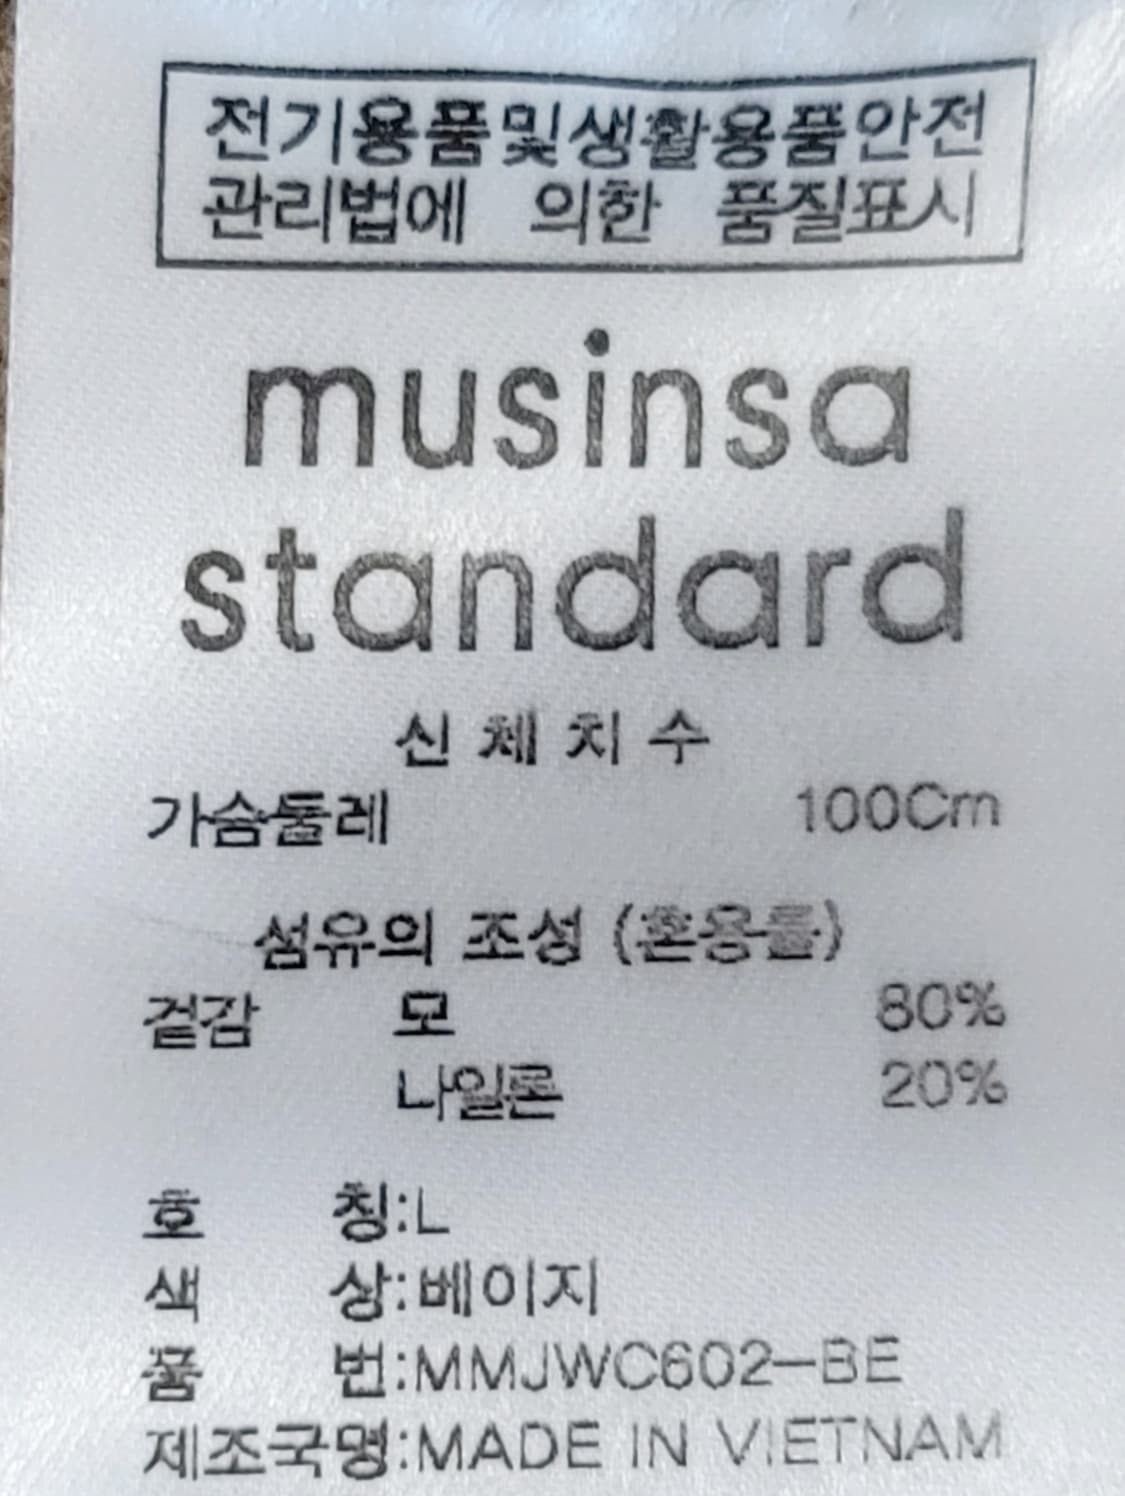 전기용품및생활용품안전
관리법에 의한 품질표시
musinsa
standard
신 체 치 수
가슴둘레 100Cm
섬유의 조성 (혼용률)
겉감 모 80%
나일론 20%
호 칭:L
색 상:베이지
품 번:MMJWC602-BE
제조국명:MADE IN VIETNAM